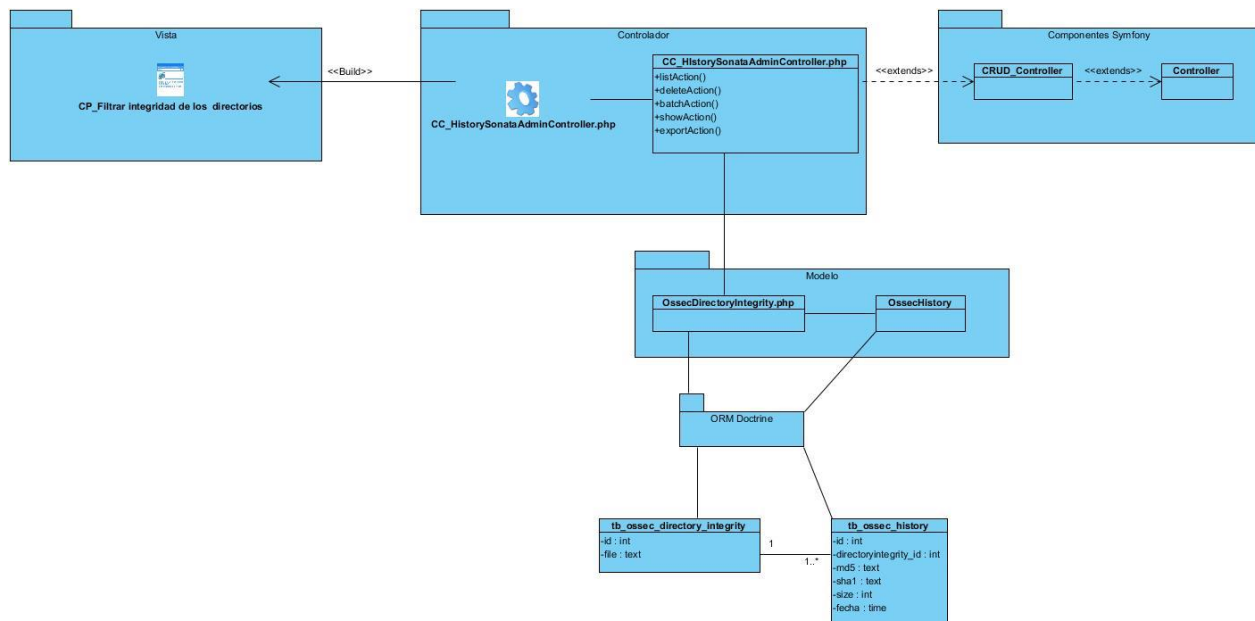 Vista
CP_Filtrar integridad de los directorios
<<Build>>
Controlador
CC_HistorySonataAdminController.php
CC_HIstorySonataAdminController.php
+listAction()
+deleteAction()
+batchAction()
+showAction()
+exportAction()
<<extends>>
Componentes Symfony
CRUD_Controller
<<extends>>
Controller
Modelo
OssecDirectoryIntegrity.php
OssecHistory
ORM Doctrine
tb_ossec_directory_integrity
-id : int
-file : text
1
1..*
tb_ossec_history
-id : int
-directoryintegrity_id : int
-md5 : text
-sha1 : text
-size : int
-fecha : time